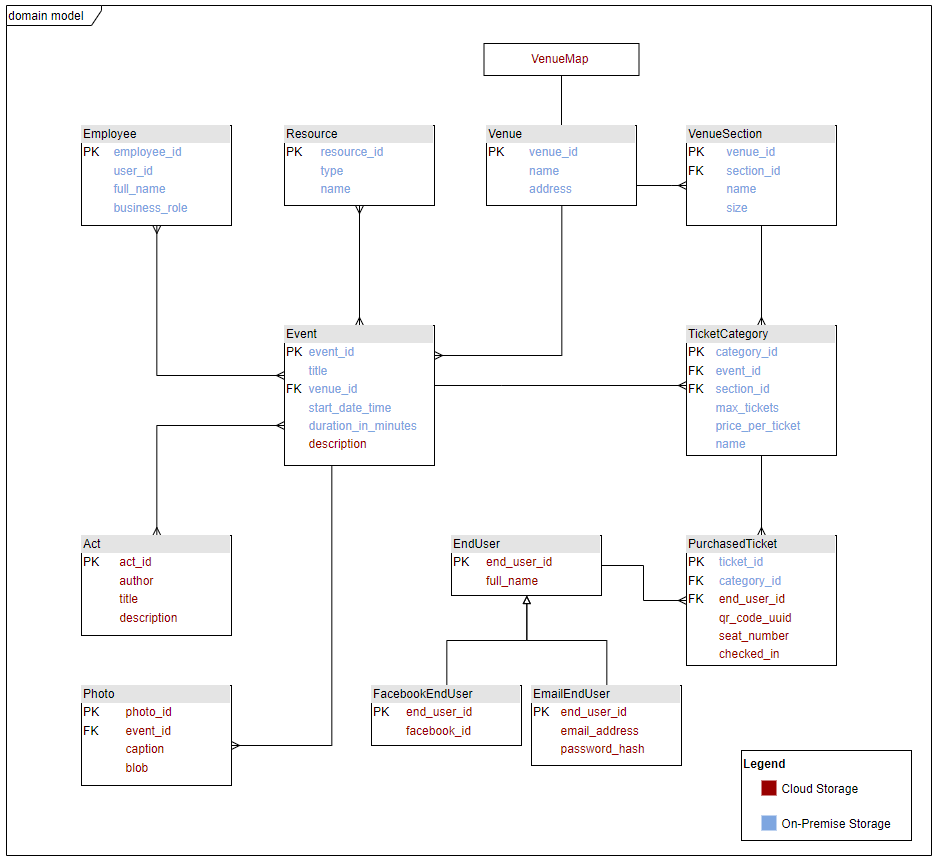 domain model
VenueMap
Employee
PK employee_id
user_id
full_name
business_role
Resource
PK resource_id
type
name
Venue
PK venue_id
name
address
VenueSection
PK venue_id
FK section_id
name
size
Event
PK event_id
title
FK venue_id
start_date_time
duration_in_minutes
description
TicketCategory
PK category_id
FK event_id
FK section_id
max_tickets
price_per_ticket
name
Act
PK act_id
author
title
description
EndUser
PK end_user_id
full_name
PurchasedTicket
PK ticket_id
FK category_id
FK end_user_id
qr_code_uuid
seat_number
checked_in
Photo
PK photo_id
FK event_id
caption
blob
FacebookEndUser
PK end_user_id
facebook_id
EmailEndUser
PK end_user_id
email_address
password_hash
Legend
Cloud Storage
On-Premise Storage